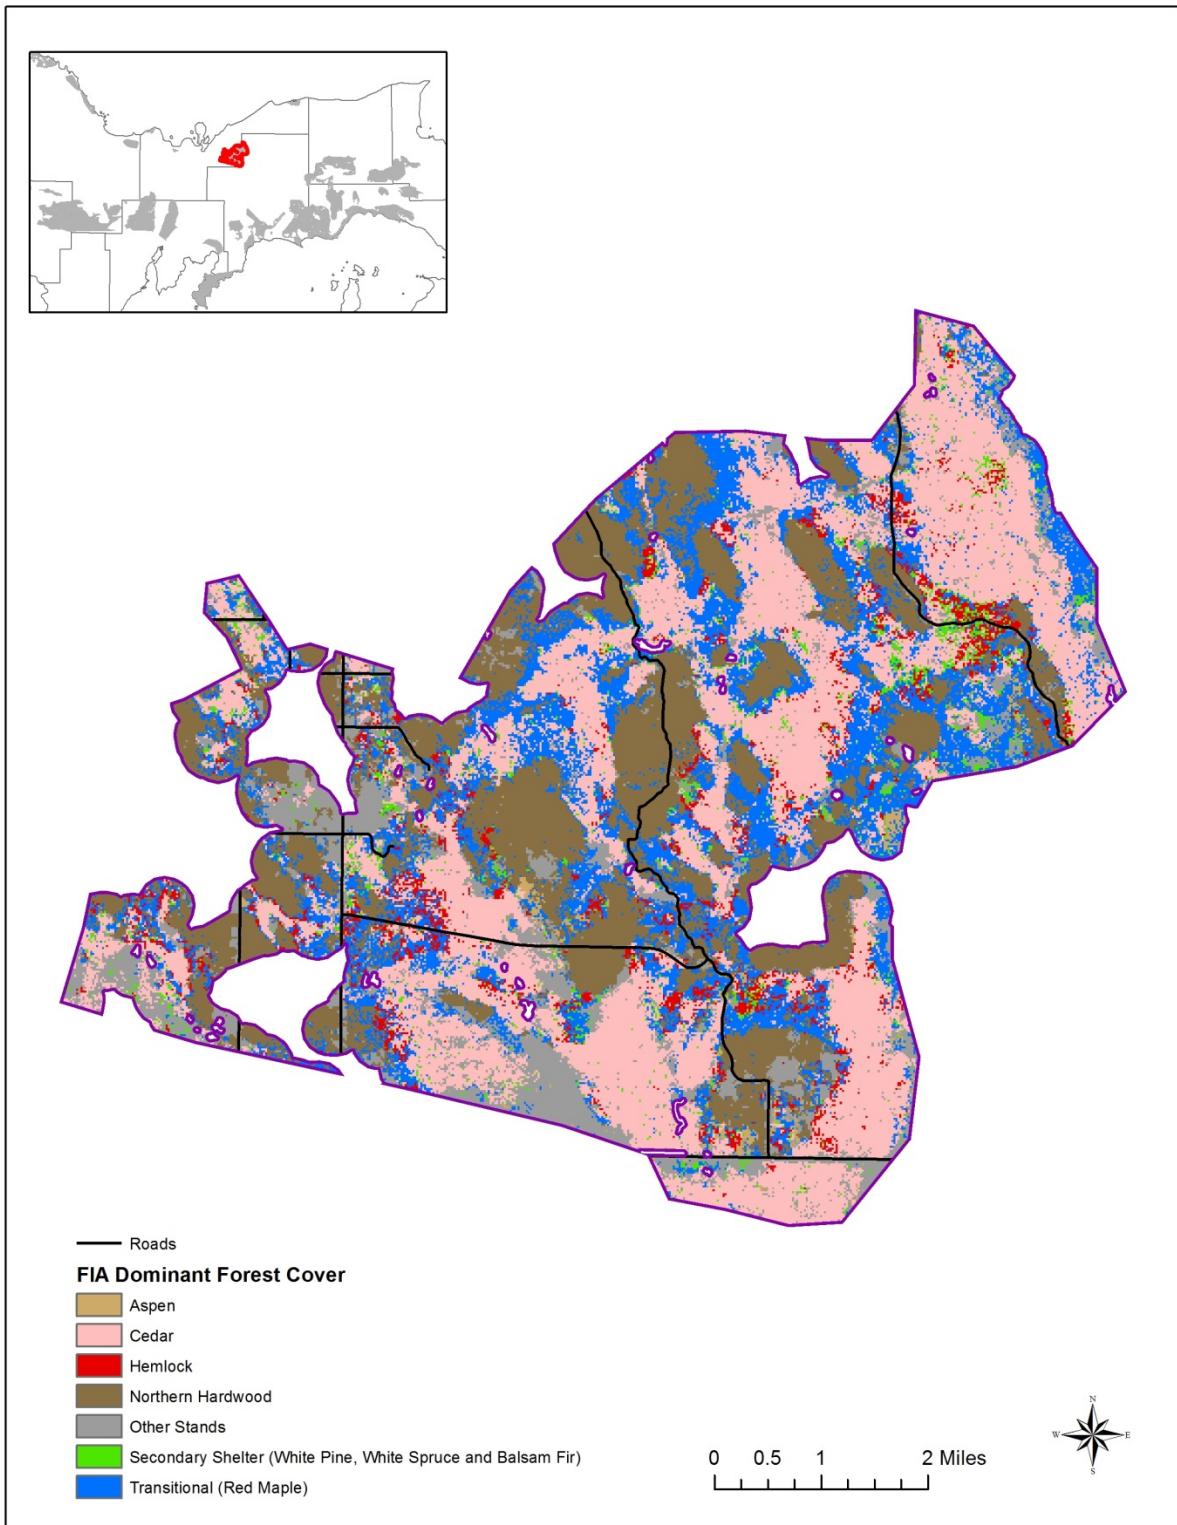 Roads
FIA Dominant Forest Cover
Aspen
Cedar
Hemlock
Northern Hardwood
Other Stands
Secondary Shelter (White Pine, White Spruce and Balsam Fir)
Transitional (Red Maple)
0 0.5 1 2 Miles
N
W E
S